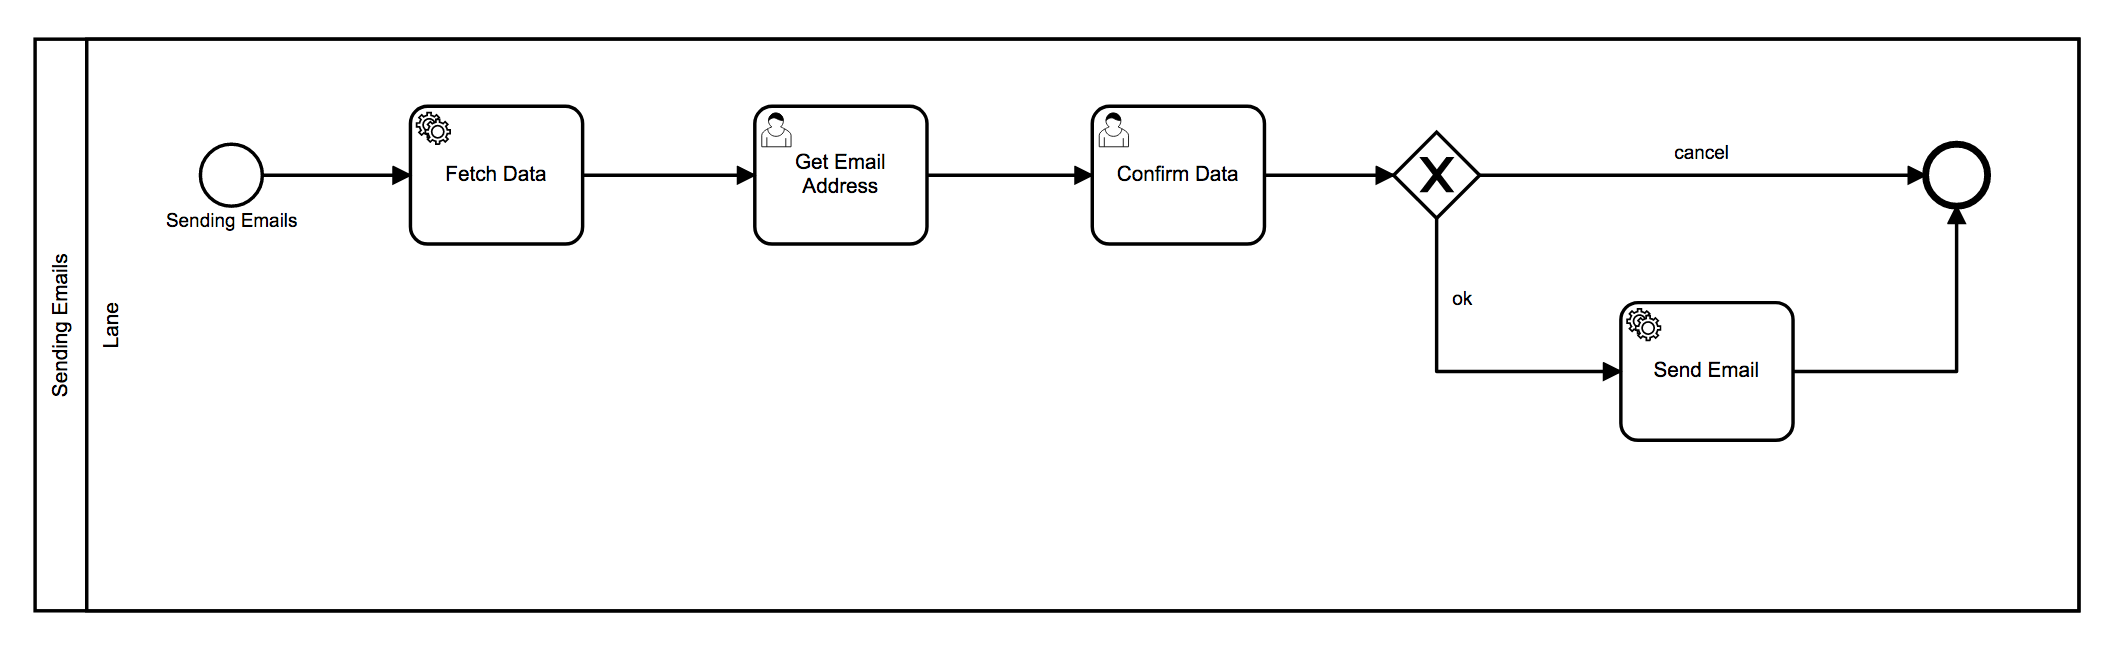 Sending Emails
Lane
Sending Emails
Fetch Data
Get Email
Address
Confirm Data
X
cancel
ok
Send Email